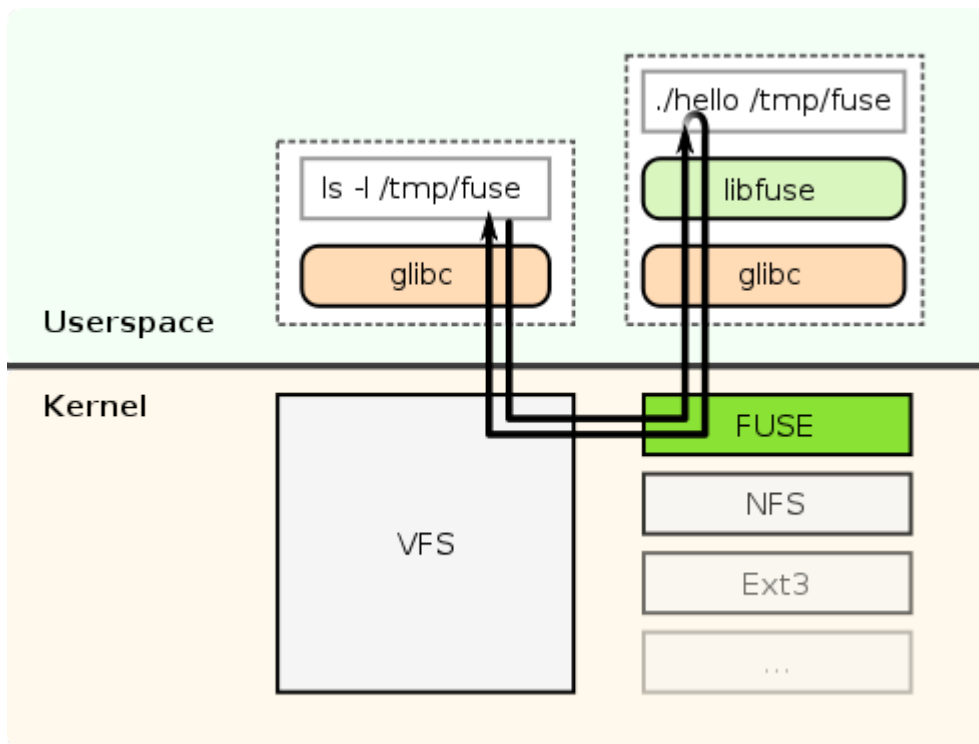 ./hello /tmp/fuse
ls -l /tmp/fuse
libfuse
glibc
glibc
Userspace
Kernel
FUSE
NFS
VFS
Ext3
...